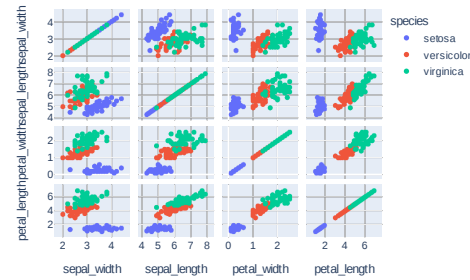 species
setosa
versicolor
virginica
sepal_width
4
3
2
sepal_length
8
7
6
5
4
petal_width
2
1
0
petal_length
6
4
2
2 3 4
4 5 6 7 8
0 1 2
2 4 6
sepal_width sepal_length petal_width petal_length